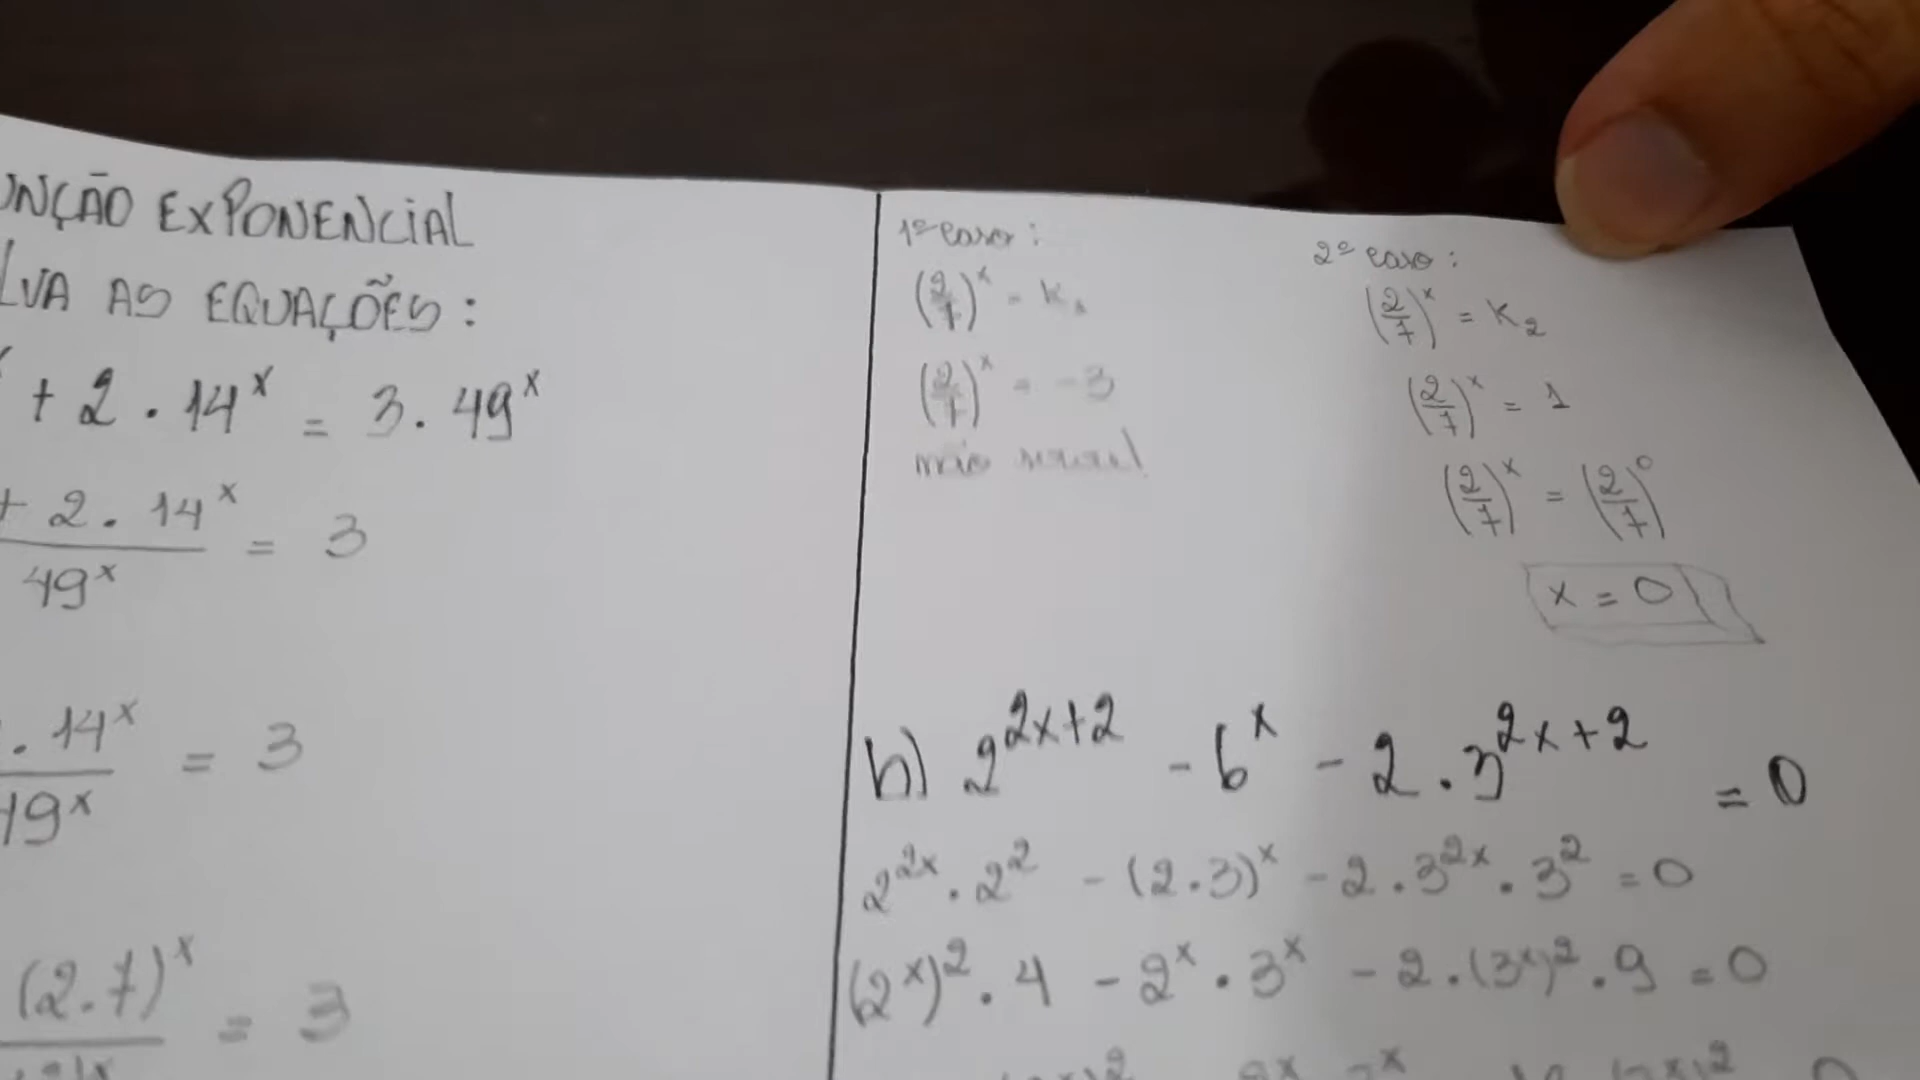 UNÇÃO EXPONENCIAL
LVA AS EQUAÇÕES:
+ 2 . 14^x = 3 . 49^x
+ 2 . 14^x / 49^x = 3
. 14^x / 49^x = 3
(2.7)^x = 3
1º caso:
(2/7)^x = K₁
(2/7)^x = -3
não
2º caso:
(2/7)^x = K₂
(2/7)^x = 1
(2/7)^x = (2/7)^0
x = 0
h) 2^(2x+2) - 6^x - 2 . 3^(2x+2) = 0
2^(2x) . 2^2 - (2.3)^x - 2 . 3^(2x) . 3^2 = 0
(2^x)^2 . 4 - 2^x . 3^x - 2 . (3^x)^2 . 9 = 0